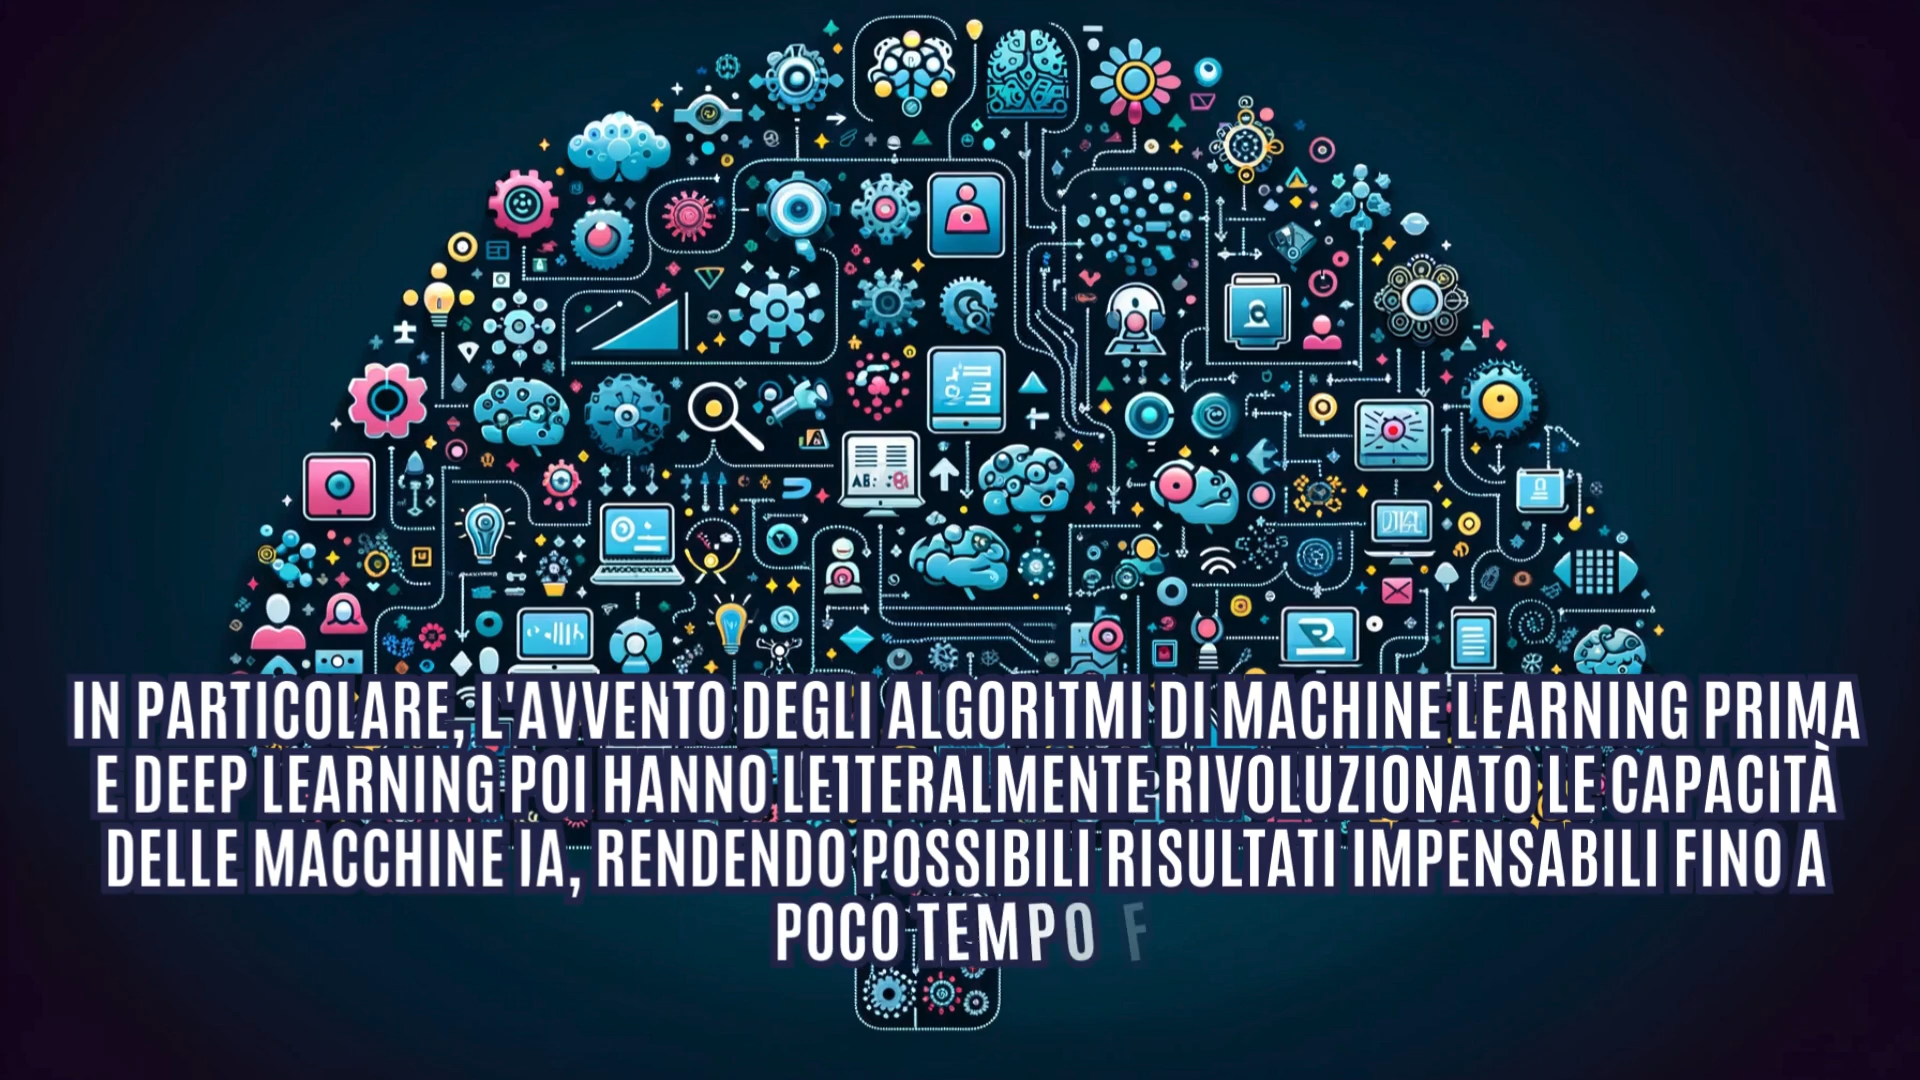 IN PARTICOLARE, L'AVVENTO DEGLI ALGORITMI DI MACHINE LEARNING PRIMA
E DEEP LEARNING POI HANNO LETTERALMENTE RIVOLUZIONATO LE CAPACITÀ
DELLE MACCHINE IA, RENDENDO POSSIBILI RISULTATI IMPENSABILI FINO A
POCO TEMPO F